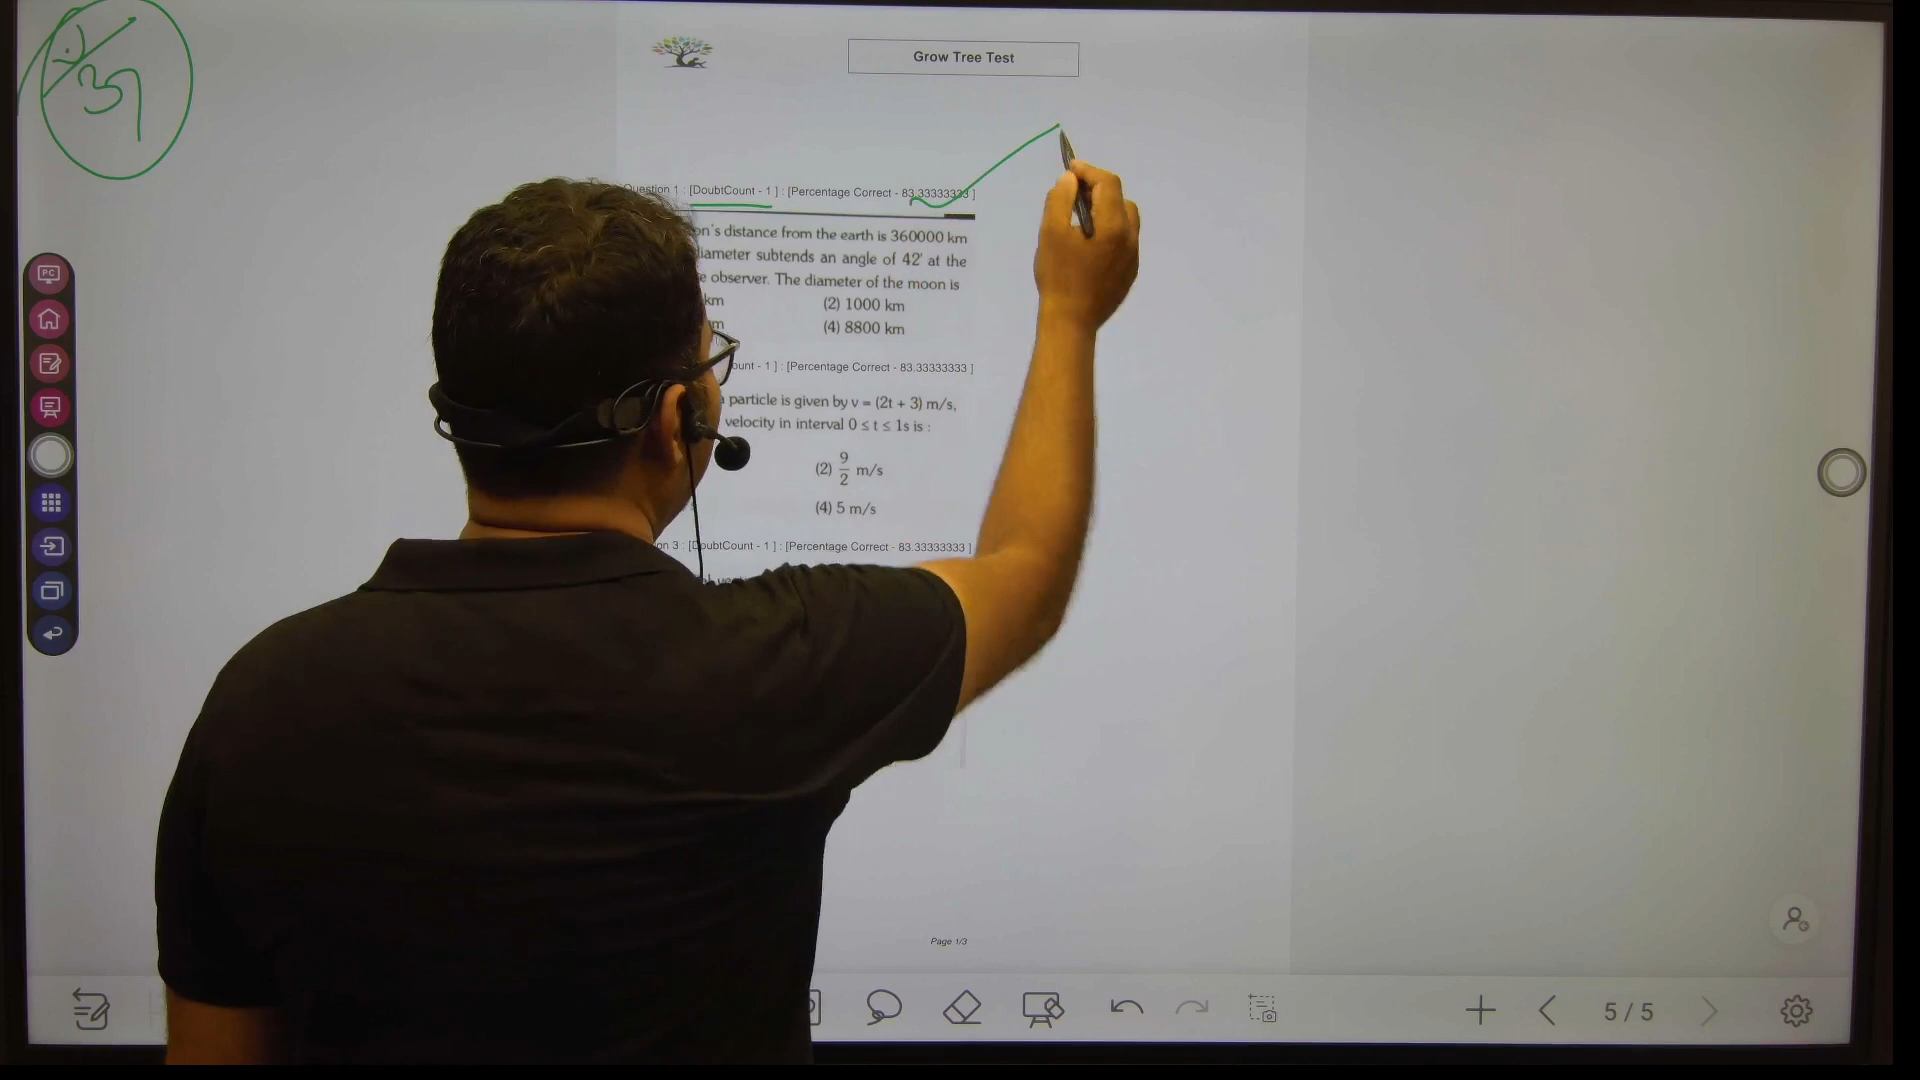 39
Grow Tree Test
Question 1 : [DoubtCount - 1 ] : [Percentage Correct - 83.33333333 ]
on's distance from the earth is 360000 km
diameter subtends an angle of 42' at the
observer. The diameter of the moon is
km (2) 1000 km
(4) 8800 km
ount - 1 ] : [Percentage Correct - 83.33333333 ]
particle is given by v = (2t + 3) m/s,
velocity in interval 0 ≤ t ≤ 1s is :
(2) 9/2 m/s
(4) 5 m/s
on 3 : [DoubtCount - 1 ] : [Percentage Correct - 83.33333333 ]
Page 1/3
PC
5 / 5